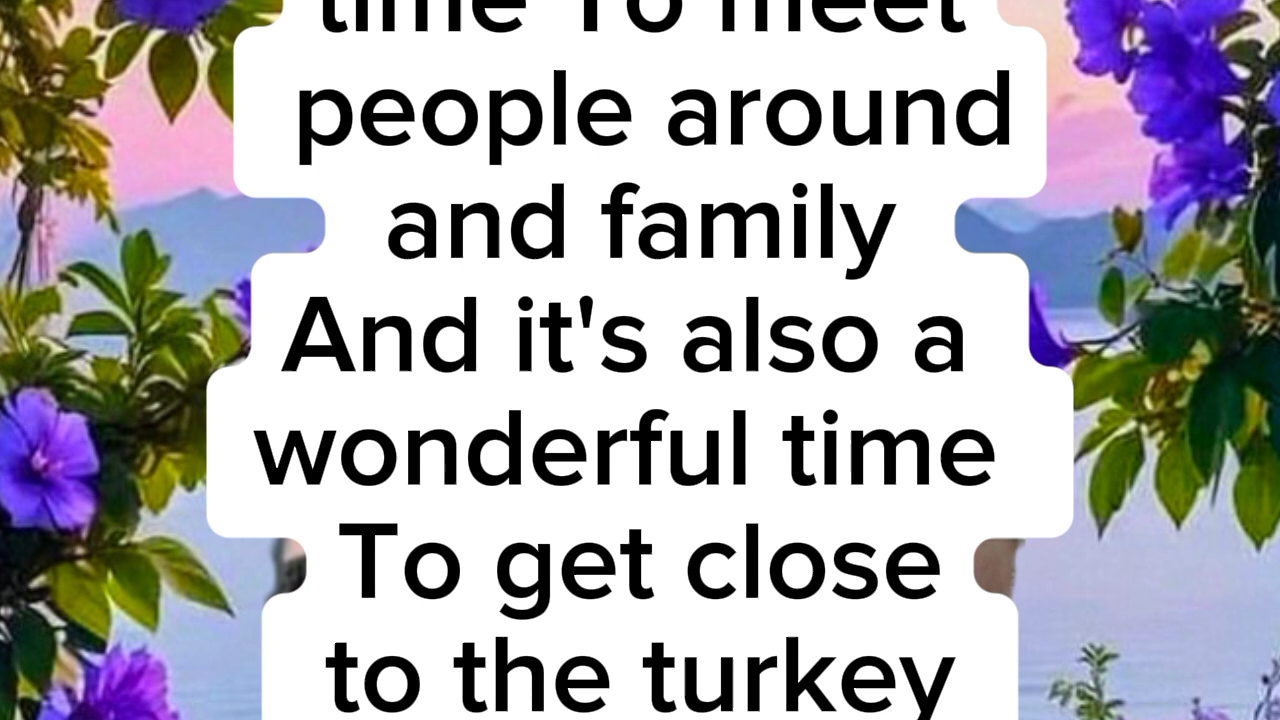 time To meet
people around
and family
And it's also a
wonderful time
To get close
to the turkey